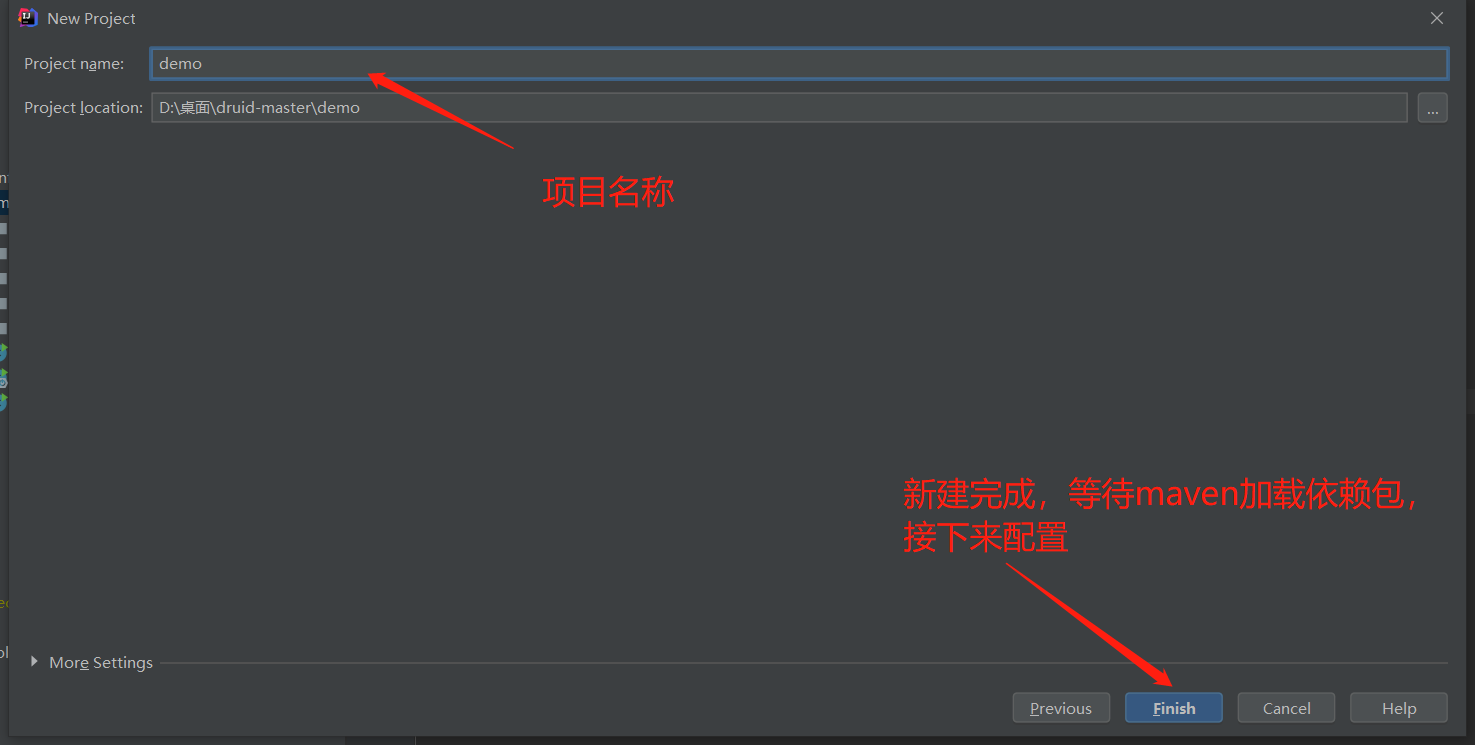 New Project
Project name:
demo
Project location:
D:\桌面\druid-master\demo
...
项目名称
新建完成，等待maven加载依赖包，
接下来配置
More Settings
Previous
Finish
Cancel
Help